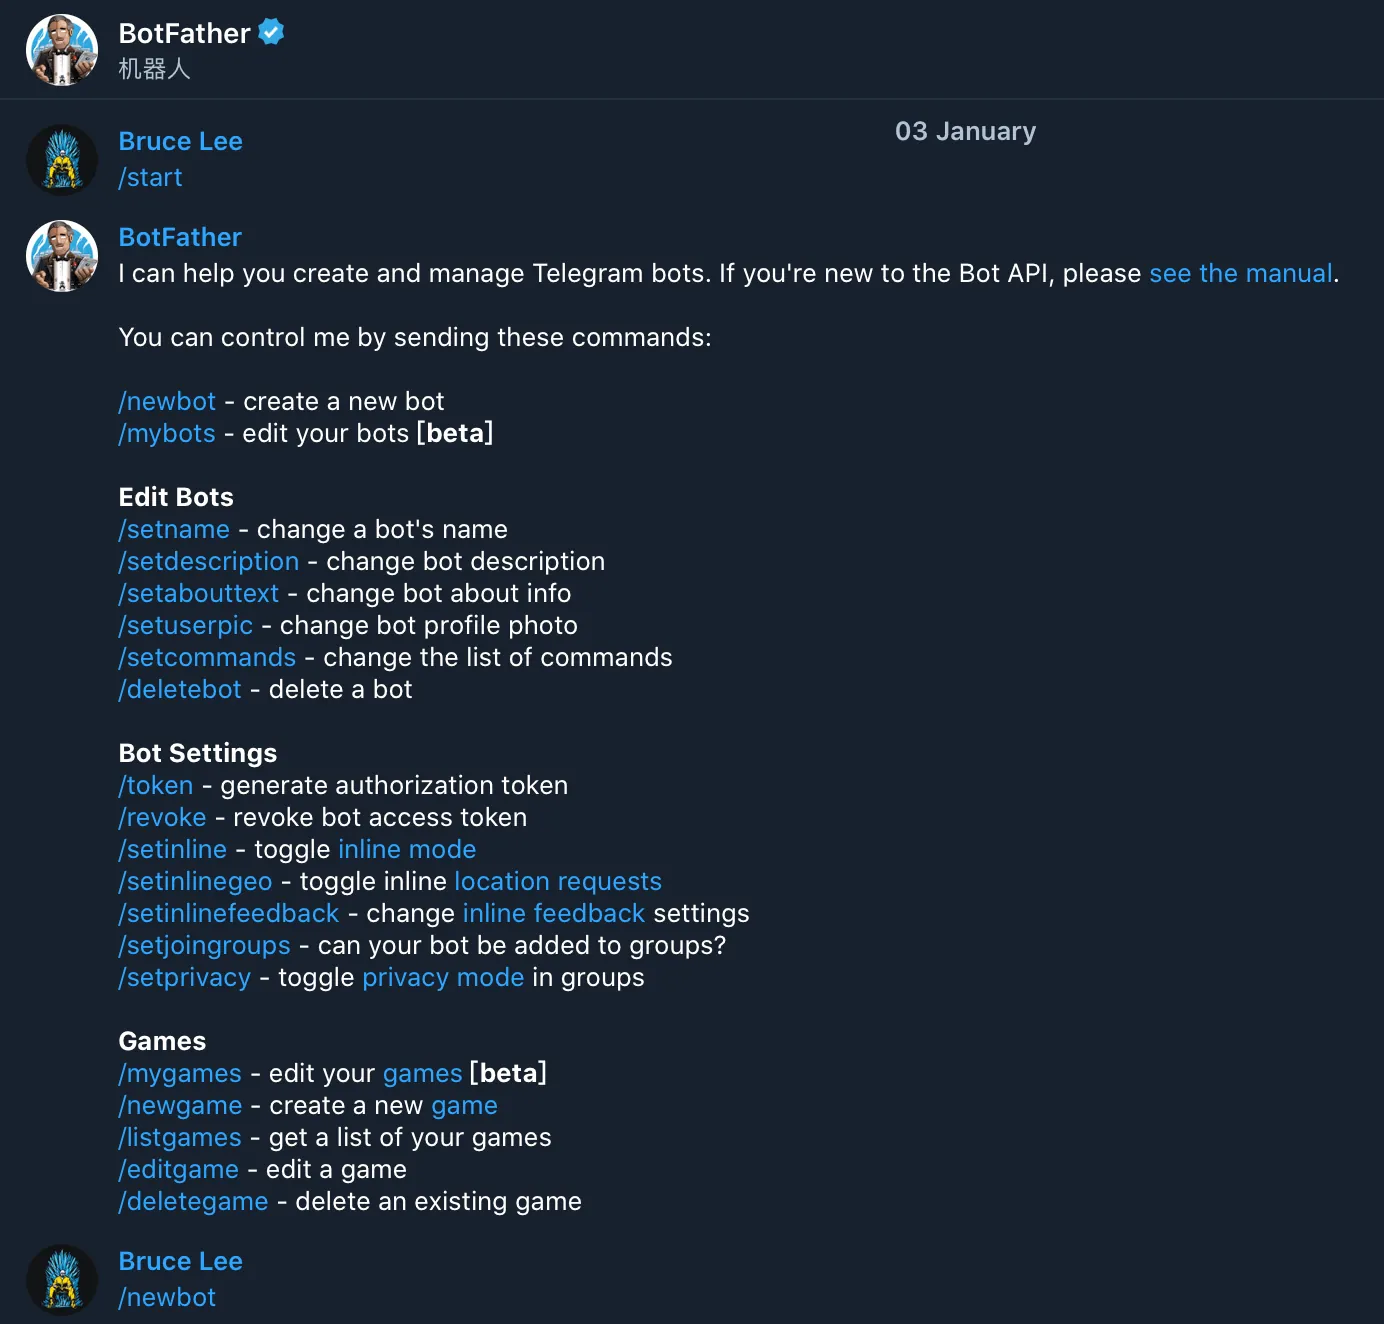 BotFather
机器人
03 January
Bruce Lee
/start
BotFather
I can help you create and manage Telegram bots. If you're new to the Bot API, please see the manual.
You can control me by sending these commands:
/newbot - create a new bot
/mybots - edit your bots [beta]
Edit Bots
/setname - change a bot's name
/setdescription - change bot description
/setabouttext - change bot about info
/setuserpic - change bot profile photo
/setcommands - change the list of commands
/deletebot - delete a bot
Bot Settings
/token - generate authorization token
/revoke - revoke bot access token
/setinline - toggle inline mode
/setinlinegeo - toggle inline location requests
/setinlinefeedback - change inline feedback settings
/setjoingroups - can your bot be added to groups?
/setprivacy - toggle privacy mode in groups
Games
/mygames - edit your games [beta]
/newgame - create a new game
/listgames - get a list of your games
/editgame - edit a game
/deletegame - delete an existing game
Bruce Lee
/newbot